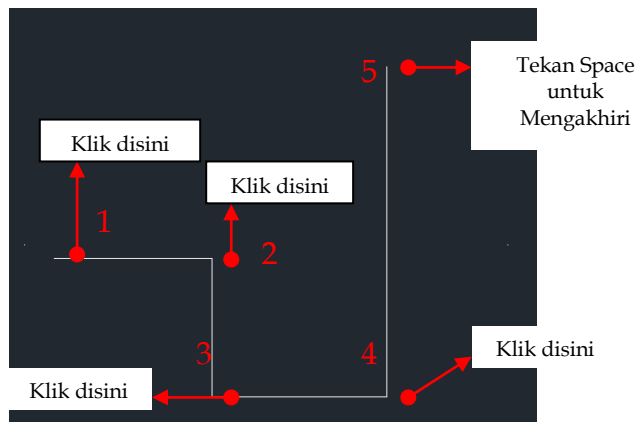 5
Tekan Space
untuk
Mengakhiri
Klik disini
Klik disini
1
2
3
4
Klik disini
Klik disini